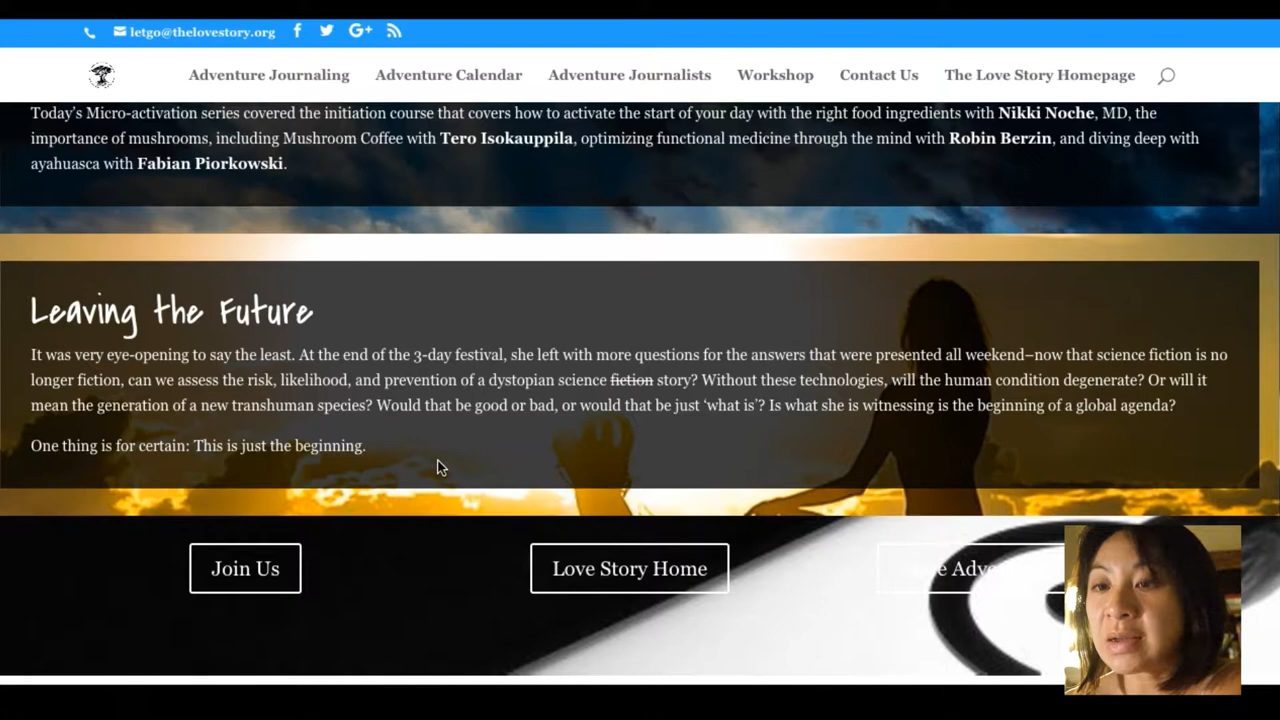 letgo@thelovestory.org
Adventure Journaling Adventure Calendar Adventure Journalists Workshop Contact Us The Love Story Homepage
Today's Micro-activation series covered the initiation course that covers how to activate the start of your day with the right food ingredients with Nikki Noche, MD, the
importance of mushrooms, including Mushroom Coffee with Tero Isokauppila, optimizing functional medicine through the mind with Robin Berzin, and diving deep with
ayahuasca with Fabian Piorkowski.
Leaving the Future
It was very eye-opening to say the least. At the end of the 3-day festival, she left with more questions for the answers that were presented all weekend–now that science fiction is no
longer fiction, can we assess the risk, likelihood, and prevention of a dystopian science fiction story? Without these technologies, will the human condition degenerate? Or will it
mean the generation of a new transhuman species? Would that be good or bad, or would that be just ‘what is’? Is what she is witnessing is the beginning of a global agenda?
One thing is for certain: This is just the beginning.
Join Us Love Story Home